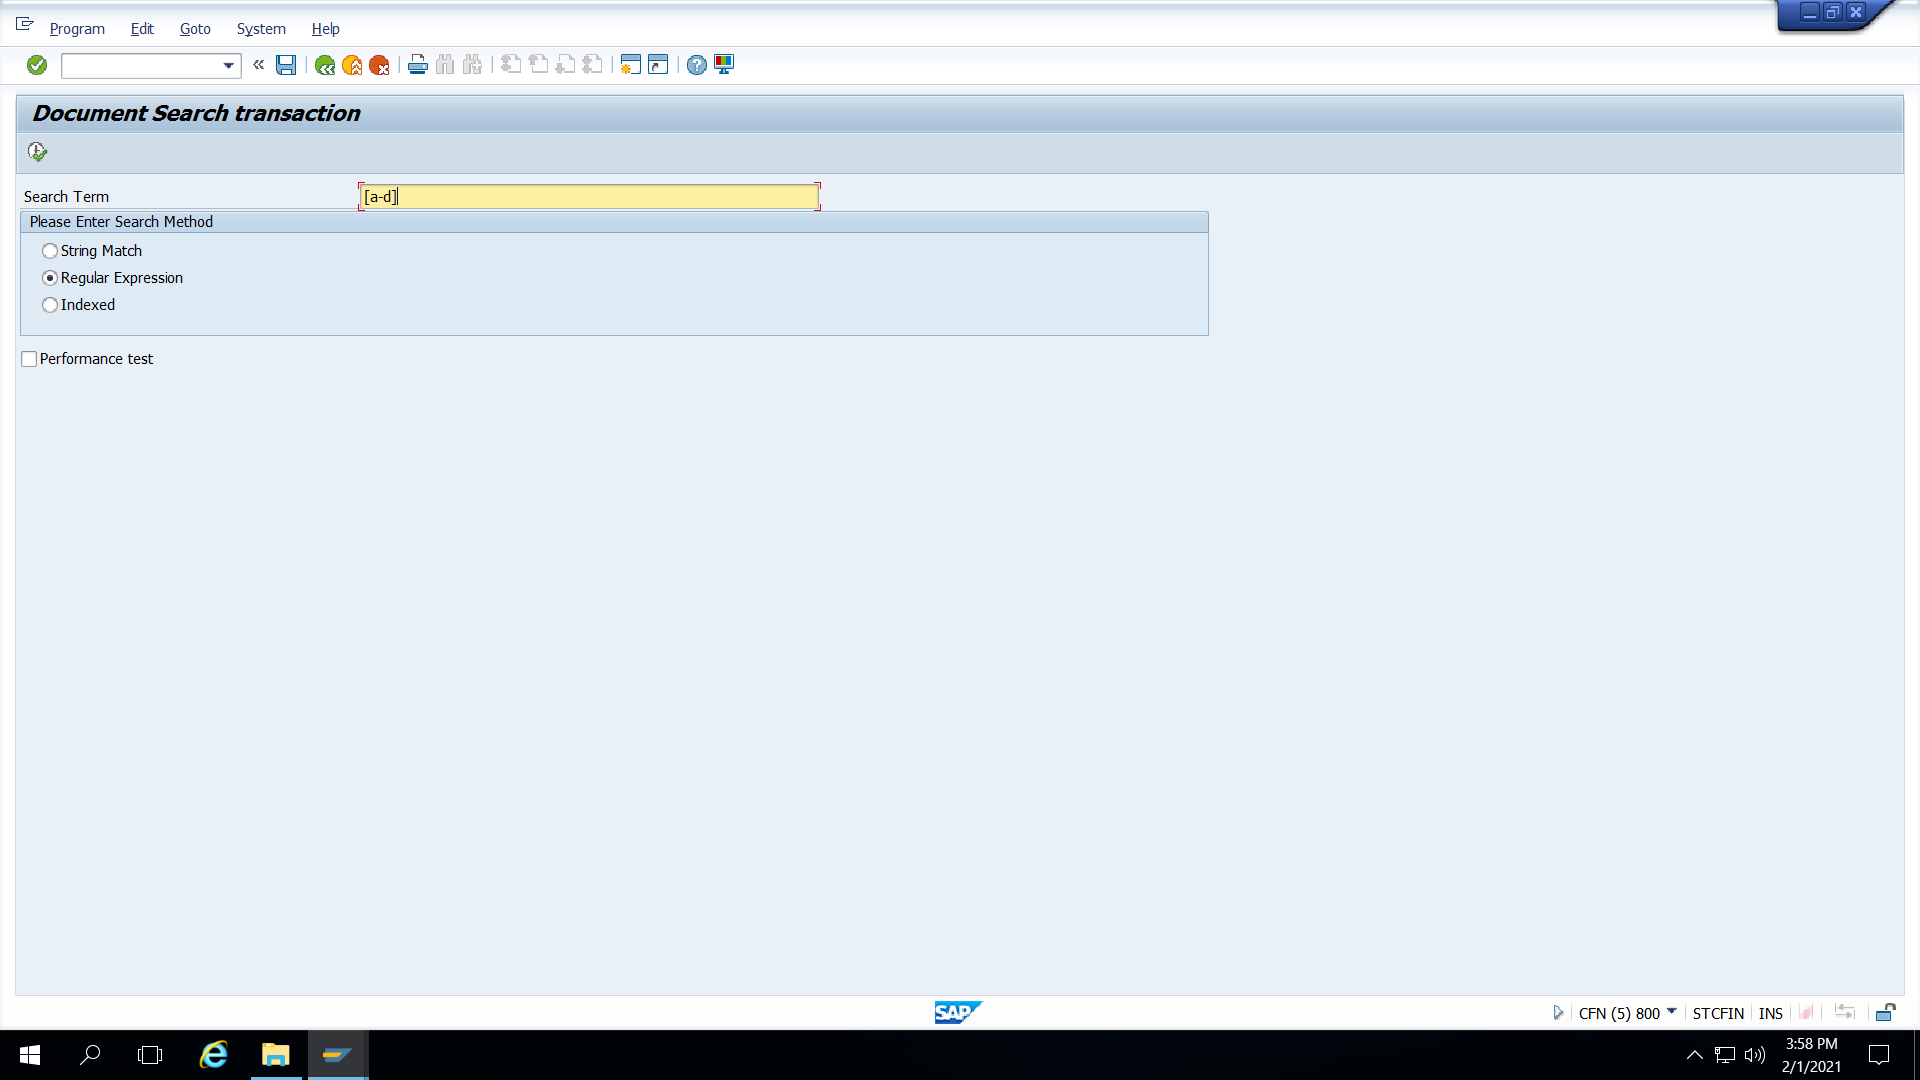 Program Edit Goto System Help
Document Search transaction
Search Term [a-d]
Please Enter Search Method
String Match
Regular Expression
Indexed
Performance test
SAP CFN (5) 800 STCFIN INS
3:58 PM
2/1/2021